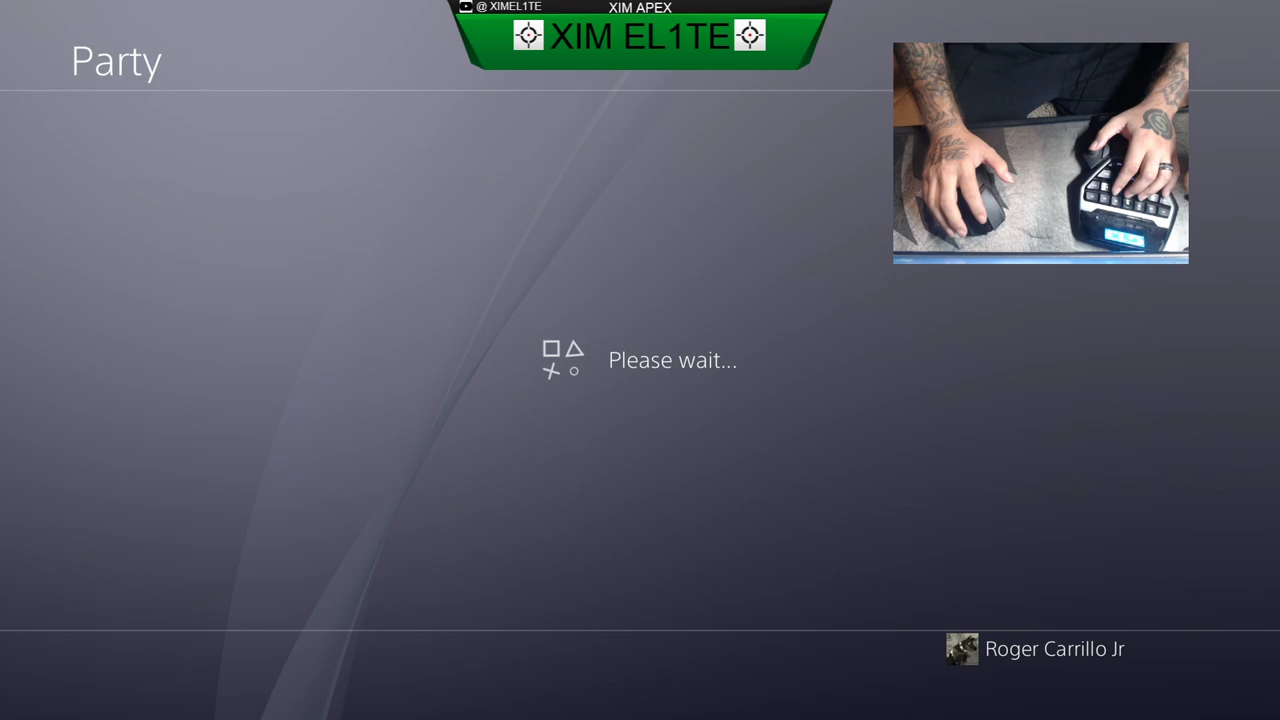 @ XIMEL1TE
XIM APEX
XIM EL1TE
Party
Please wait...
Roger Carrillo Jr